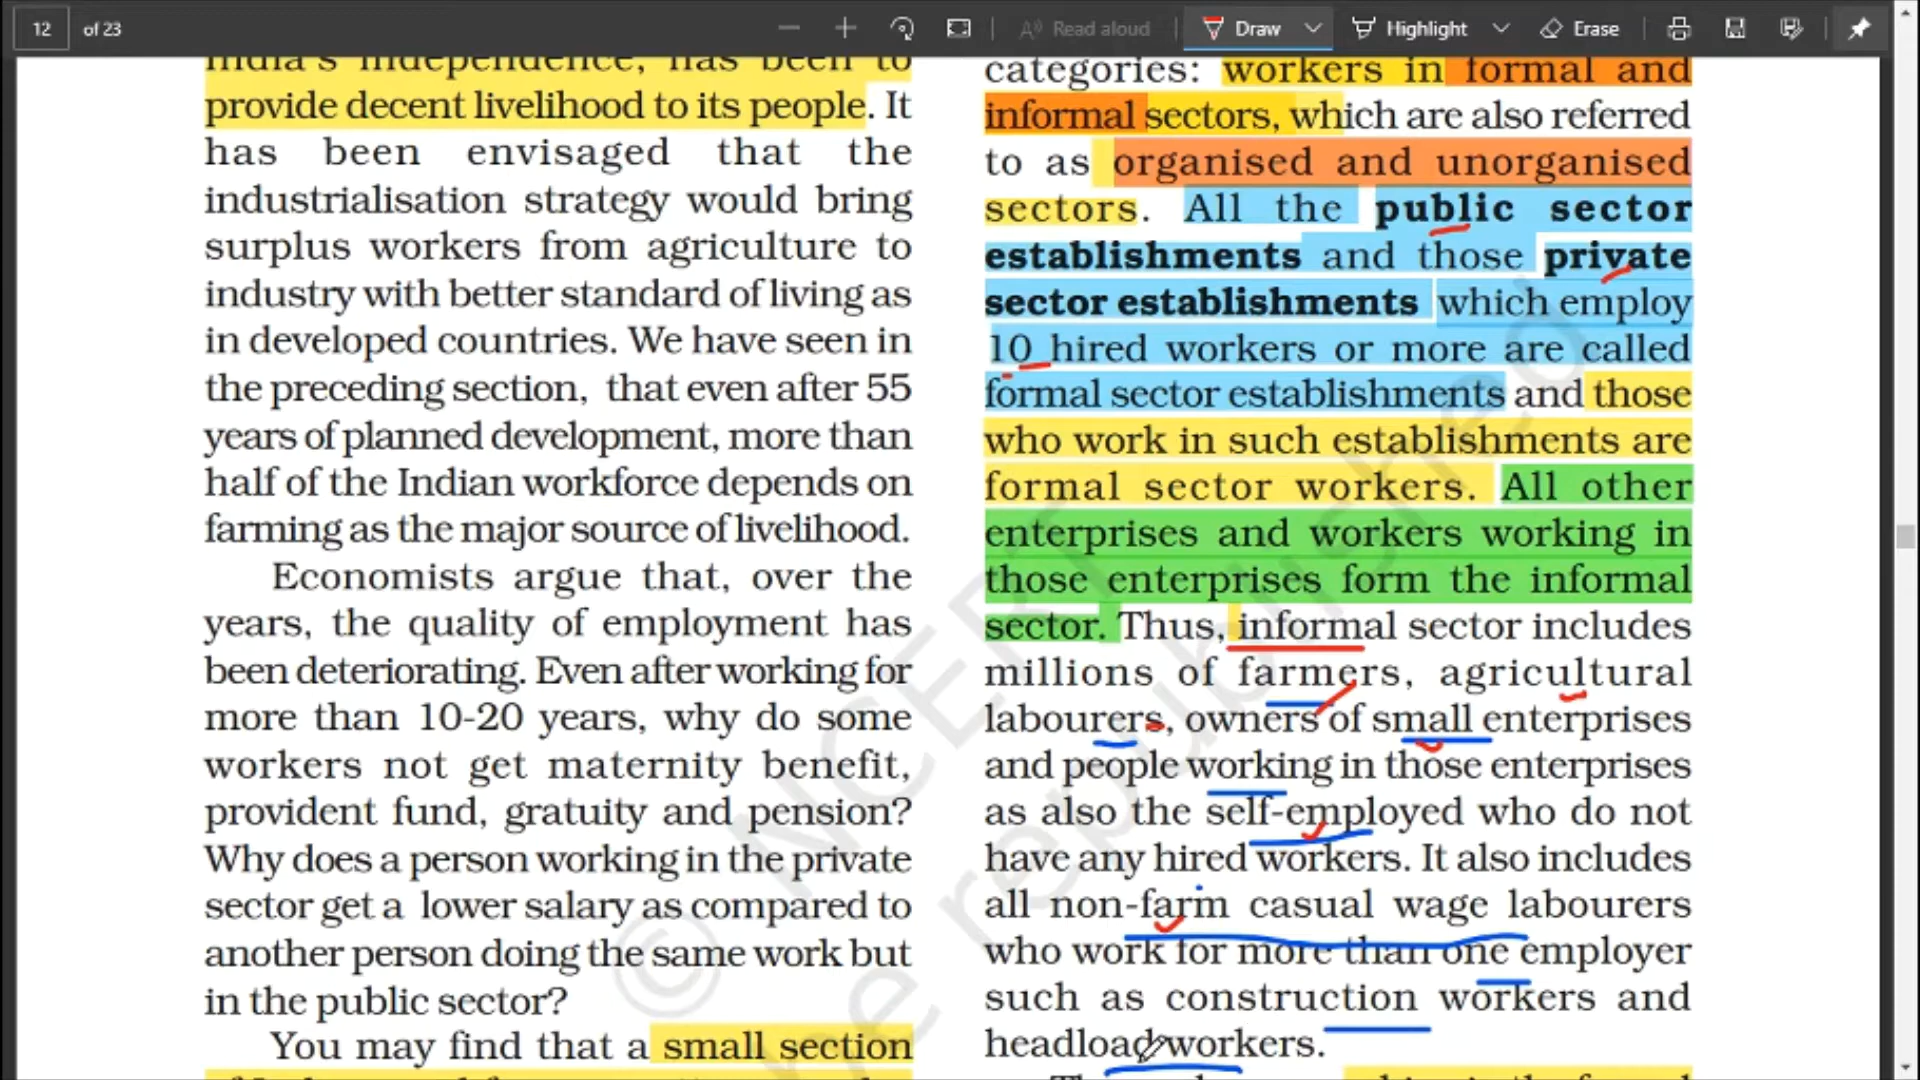 12 of 23 Read aloud Draw Highlight Erase
India's independence, has been to
provide decent livelihood to its people. It
has been envisaged that the
industrialisation strategy would bring
surplus workers from agriculture to
industry with better standard of living as
in developed countries. We have seen in
the preceding section, that even after 55
years of planned development, more than
half of the Indian workforce depends on
farming as the major source of livelihood.
Economists argue that, over the
years, the quality of employment has
been deteriorating. Even after working for
more than 10-20 years, why do some
workers not get maternity benefit,
provident fund, gratuity and pension?
Why does a person working in the private
sector get a lower salary as compared to
another person doing the same work but
in the public sector?
You may find that a small section
categories: workers in formal and
informal sectors, which are also referred
to as organised and unorganised
sectors. All the public sector
establishments and those private
sector establishments which employ
10 hired workers or more are called
formal sector establishments and those
who work in such establishments are
formal sector workers. All other
enterprises and workers working in
those enterprises form the informal
sector. Thus, informal sector includes
millions of farmers, agricultural
labourers, owners of small enterprises
and people working in those enterprises
as also the self-employed who do not
have any hired workers. It also includes
all non-farm casual wage labourers
who work for more than one employer
such as construction workers and
headload workers.
© NCERT
be republished